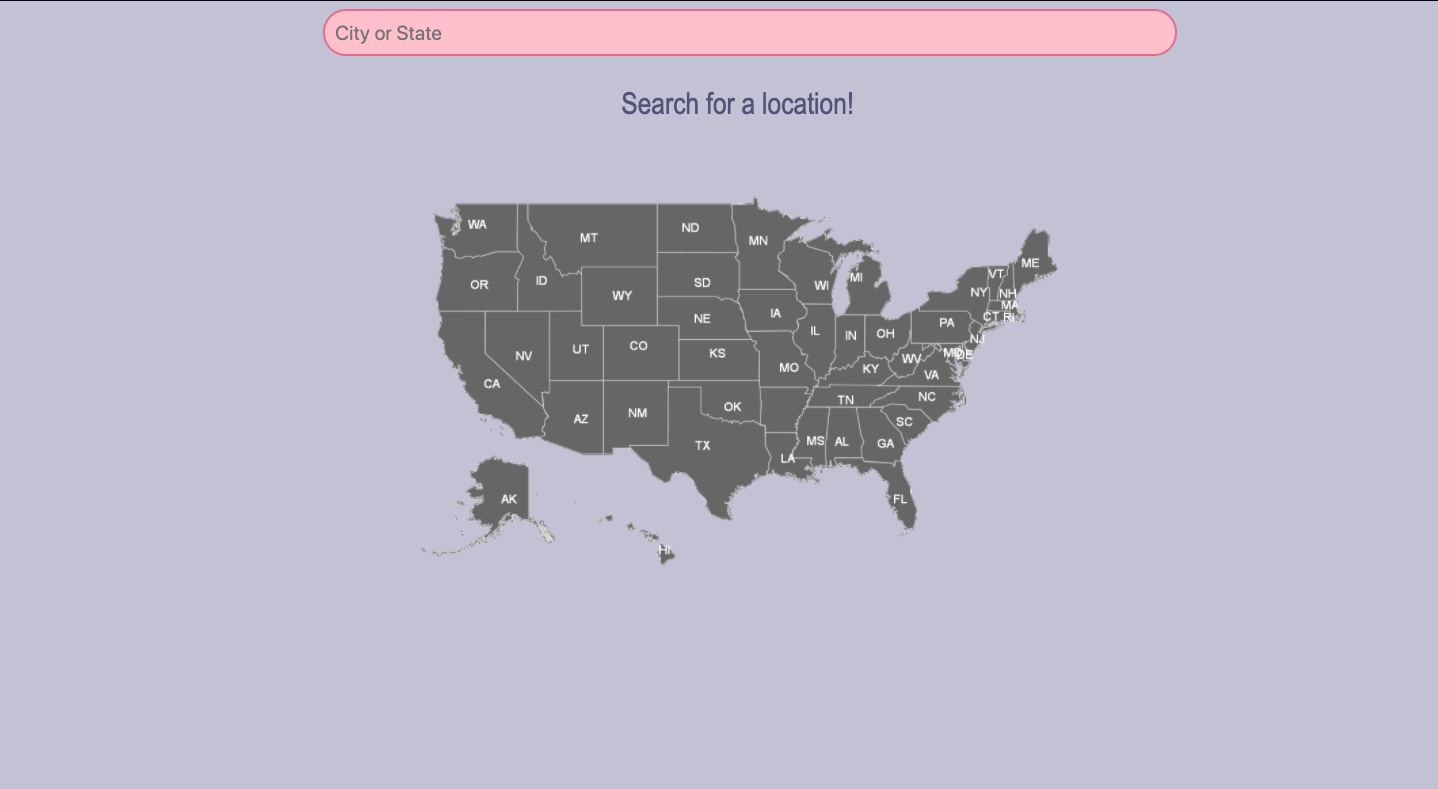 City or State
Search for a location!
WA
MT
ND
MN
OR
ID
WY
SD
WI
MI
NY
VT
NH
ME
MA
CT
RI
NV
UT
CO
NE
IA
IL
IN
OH
PA
NJ
CA
KS
MO
KY
WV
MD
DE
VA
AZ
NM
OK
TN
NC
TX
LA
MS
AL
GA
SC
AK
HI
FL